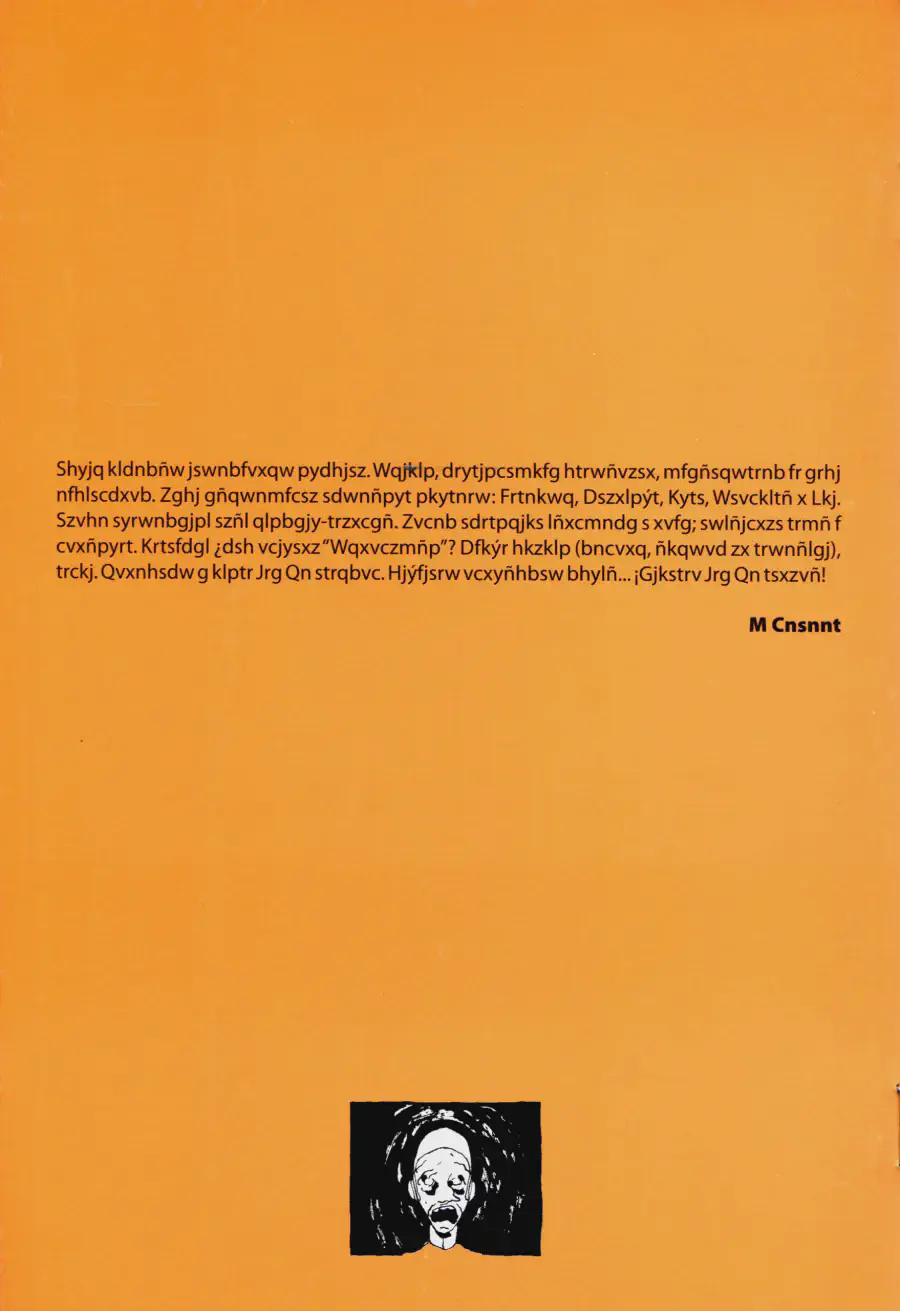 Shyjq kldnbñw jswnbfvxqw pydhjsz. Wqjklp, drytjpcsmkfg htrwñvzsx, mfgñsqwtrnb fr grhj
nfhlscdxvb. Zghj gñqwnmfcsz sdwnñpyt pkytnrw: Frtnkwq, Dszxlpýt, Kyts, Wsvckltñ x Lkj.
Szvhn syrwnbgjpl szñl qlpbgjy-trzxcgñ. Zvcnb sdrtpqjks lñxcmndg s xvfg; swlñjcxzs trmñ f
cvxñpyrt. Krtsfdgl ¿dsh vcjysxz “Wqxvczmñp”? Dfkýr hkzklp (bncvxq, ñkqwvd zx trwnñlgj),
trckj. Qvxnhsdw g klptr Jrg Qn strqbvc. Hjýfjsrw vcxyñhbsw bhylñ... ¡Gjkstrv Jrg Qn tsxzvñ!
M Cnsnnt